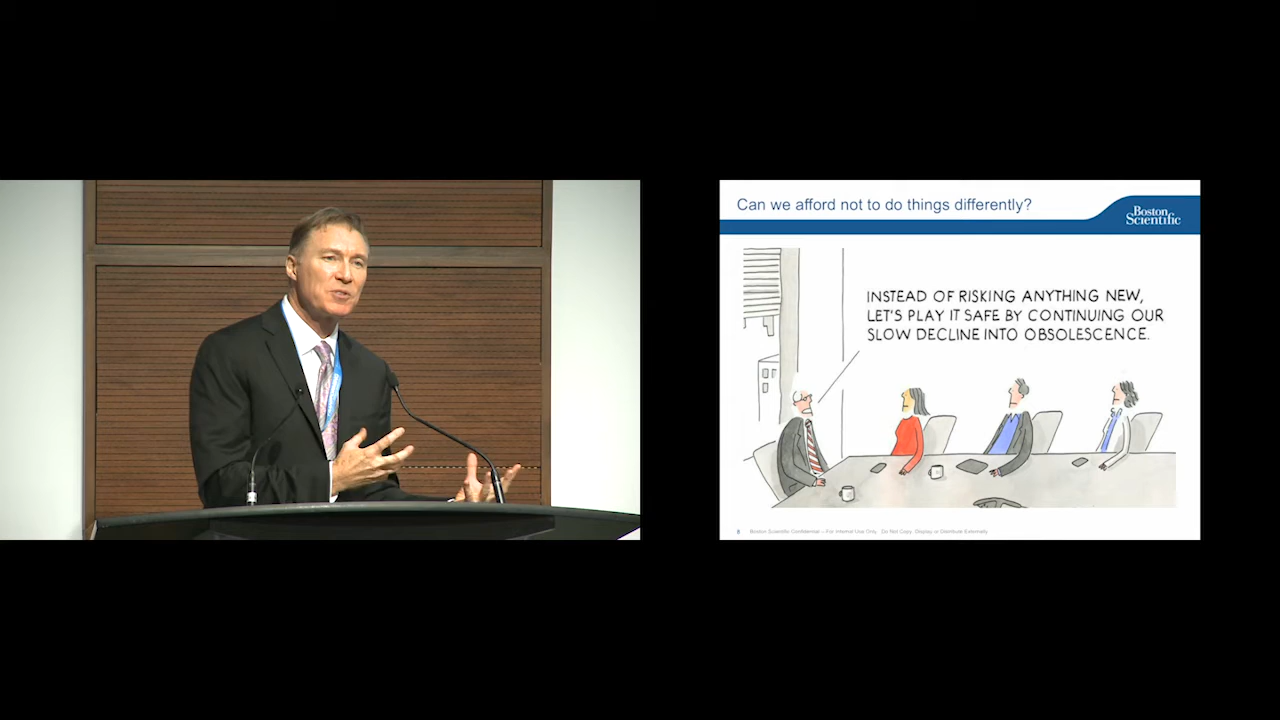 Can we afford not to do things differently?
Boston
Scientific
INSTEAD OF RISKING ANYTHING NEW,
LET'S PLAY IT SAFE BY CONTINUING OUR
SLOW DECLINE INTO OBSOLESCENCE.
Boston Scientific Confidential – For Internal Use Only. Do Not Copy, Display or Distribute Externally.